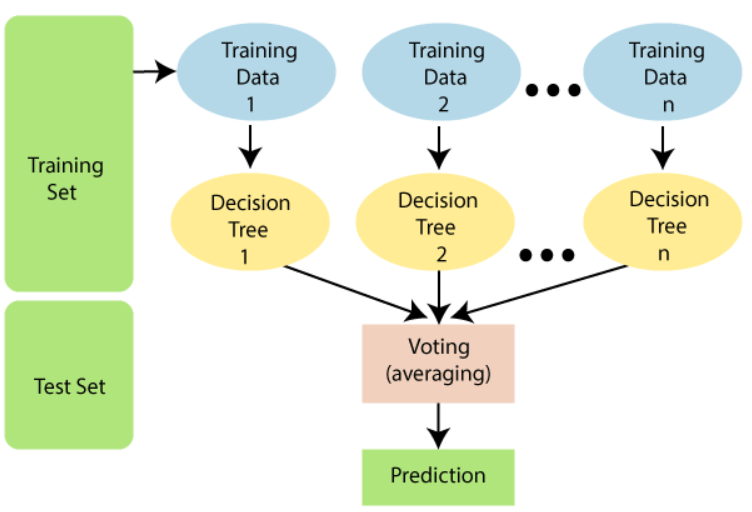 Training
Set
Training
Data
1
Training
Data
2
Training
Data
n
Decision
Tree
1
Decision
Tree
2
Decision
Tree
n
Test Set
Voting
(averaging)
Prediction